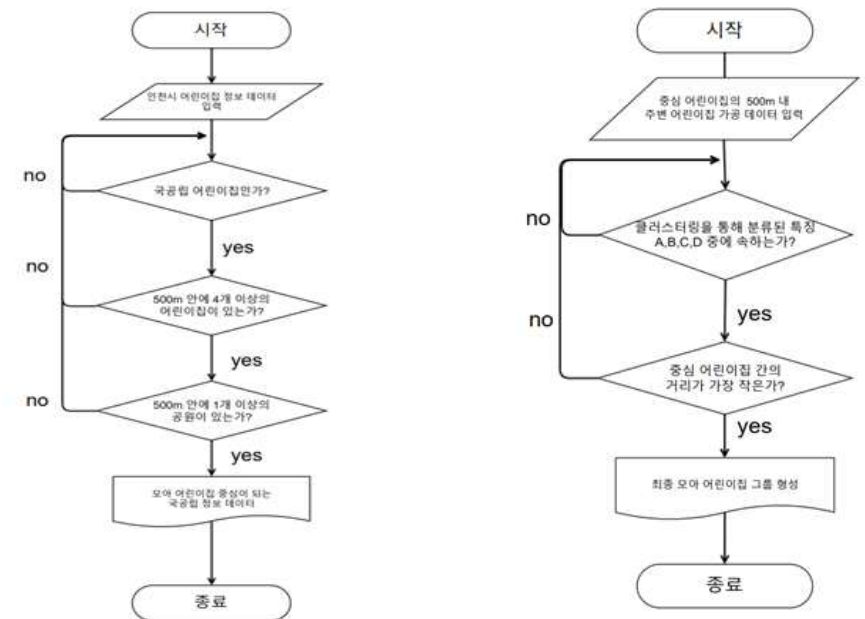 시작
인천시 어린이집 정보 데이터
입력
no
국공립 어린이집인가?
yes
no
500m 안에 4개 이상의
어린이집이 있는가?
yes
no
500m 안에 1개 이상의
공원이 있는가?
yes
모아 어린이집 중심이 되는
국공립 정보 데이터
종료
시작
중심 어린이집의 500m 내
주변 어린이집 가공 데이터 입력
no
클러스터링을 통해 분류된 특징
A,B,C,D 중에 속하는가?
yes
no
중심 어린이집 간의
거리가 가장 작은가?
yes
최종 모아 어린이집 그룹 형성
종료